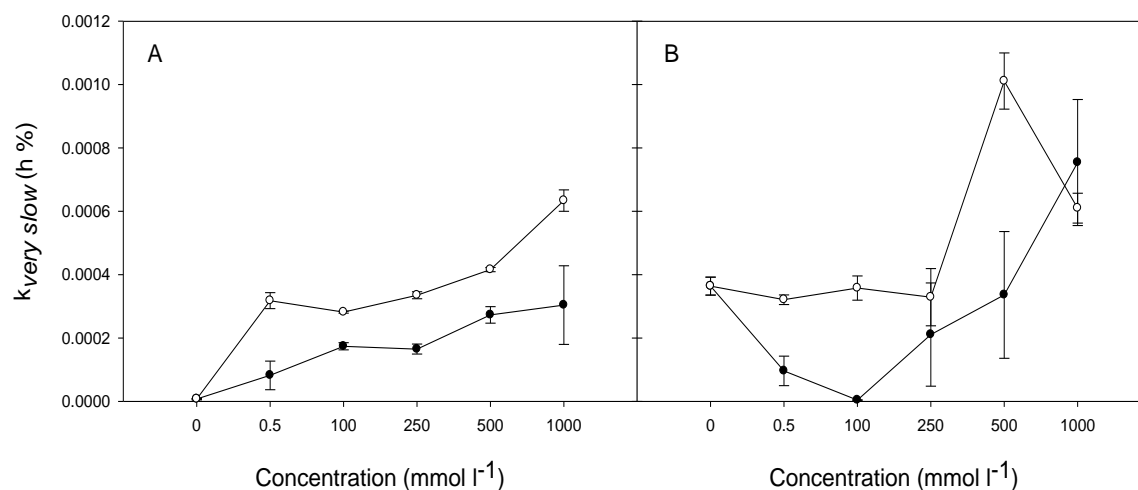 A
B
k very slow (h %)
0.0012
0.0010
0.0008
0.0006
0.0004
0.0002
0.0000
0 0.5 100 250 500 1000
0 0.5 100 250 500 1000
Concentration (mmol l⁻¹)
Concentration (mmol l⁻¹)